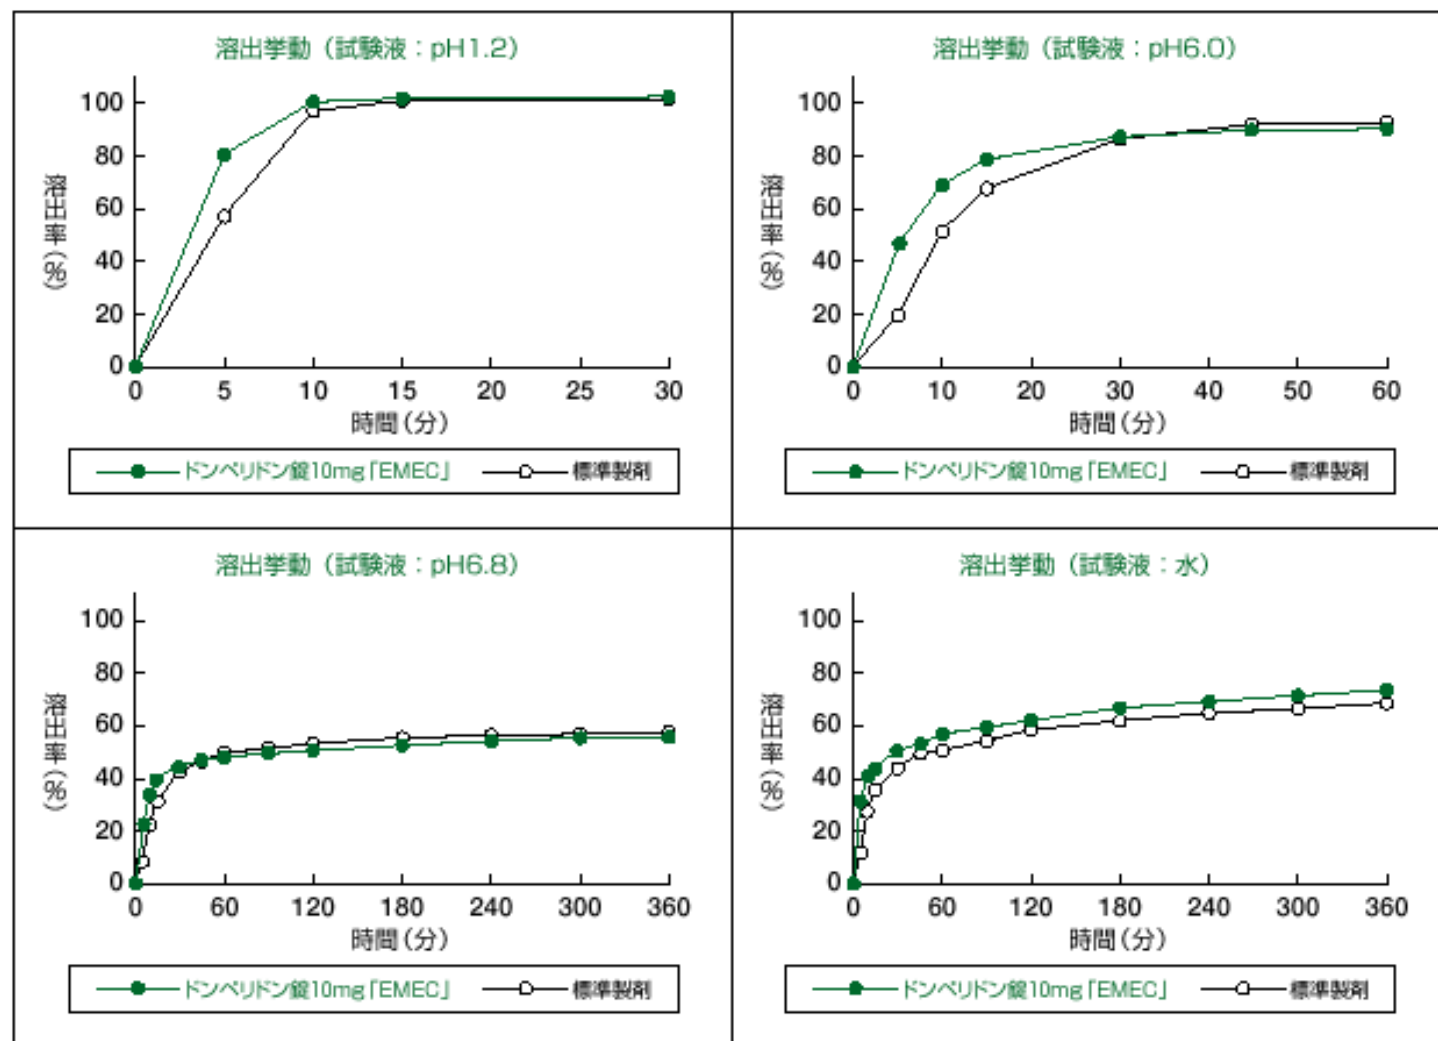 溶出挙動（試験液：pH1.2）
100
80
60
40
20
0
溶出率(%)
0 5 10 15 20 25 30
時間(分)
ドンペリドン錠10mg「EMEC」 標準製剤
溶出挙動（試験液：pH6.0）
100
80
60
40
20
0
溶出率(%)
0 10 20 30 40 50 60
時間(分)
ドンペリドン錠10mg「EMEC」 標準製剤
溶出挙動（試験液：pH6.8）
100
80
60
40
20
0
溶出率(%)
0 60 120 180 240 300 360
時間(分)
ドンペリドン錠10mg「EMEC」 標準製剤
溶出挙動（試験液：水）
100
80
60
40
20
0
溶出率(%)
0 60 120 180 240 300 360
時間(分)
ドンペリドン錠10mg「EMEC」 標準製剤